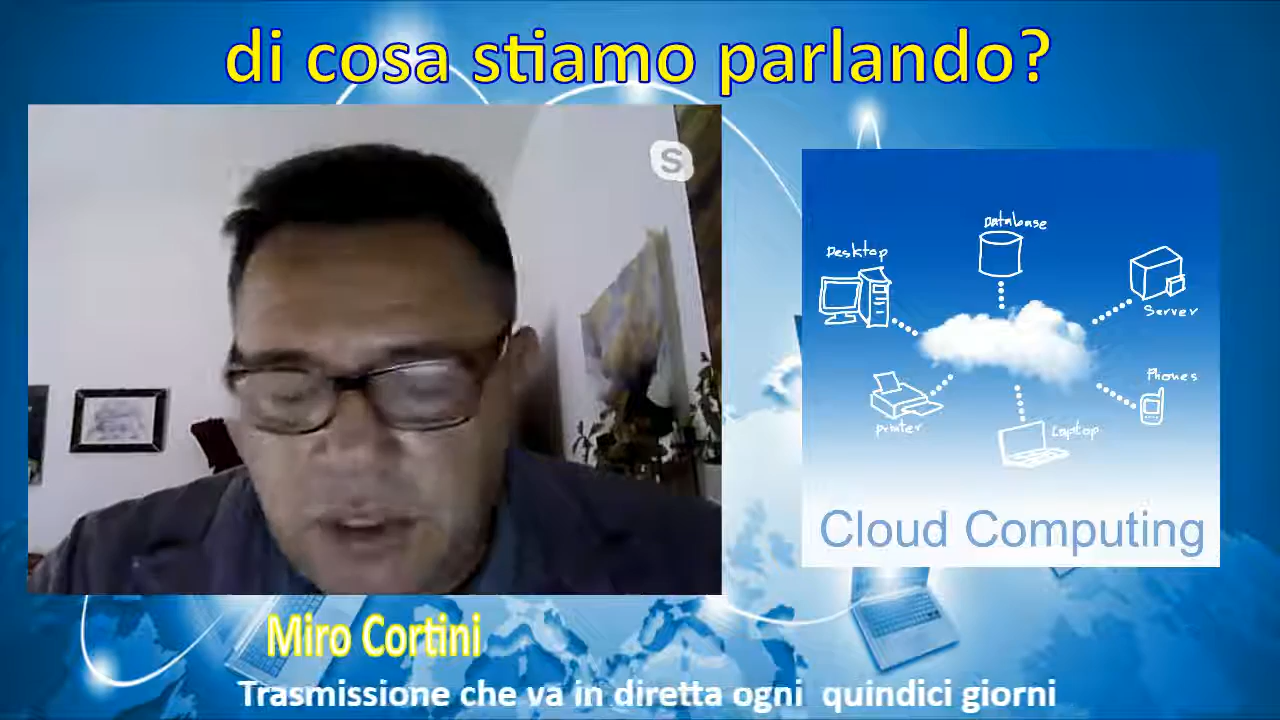 di cosa stiamo parlando?
S
Database
Desktop
Server
Phones
printer
Laptop
Cloud Computing
Miro Cortini
Trasmissione che va in diretta ogni quindici giorni